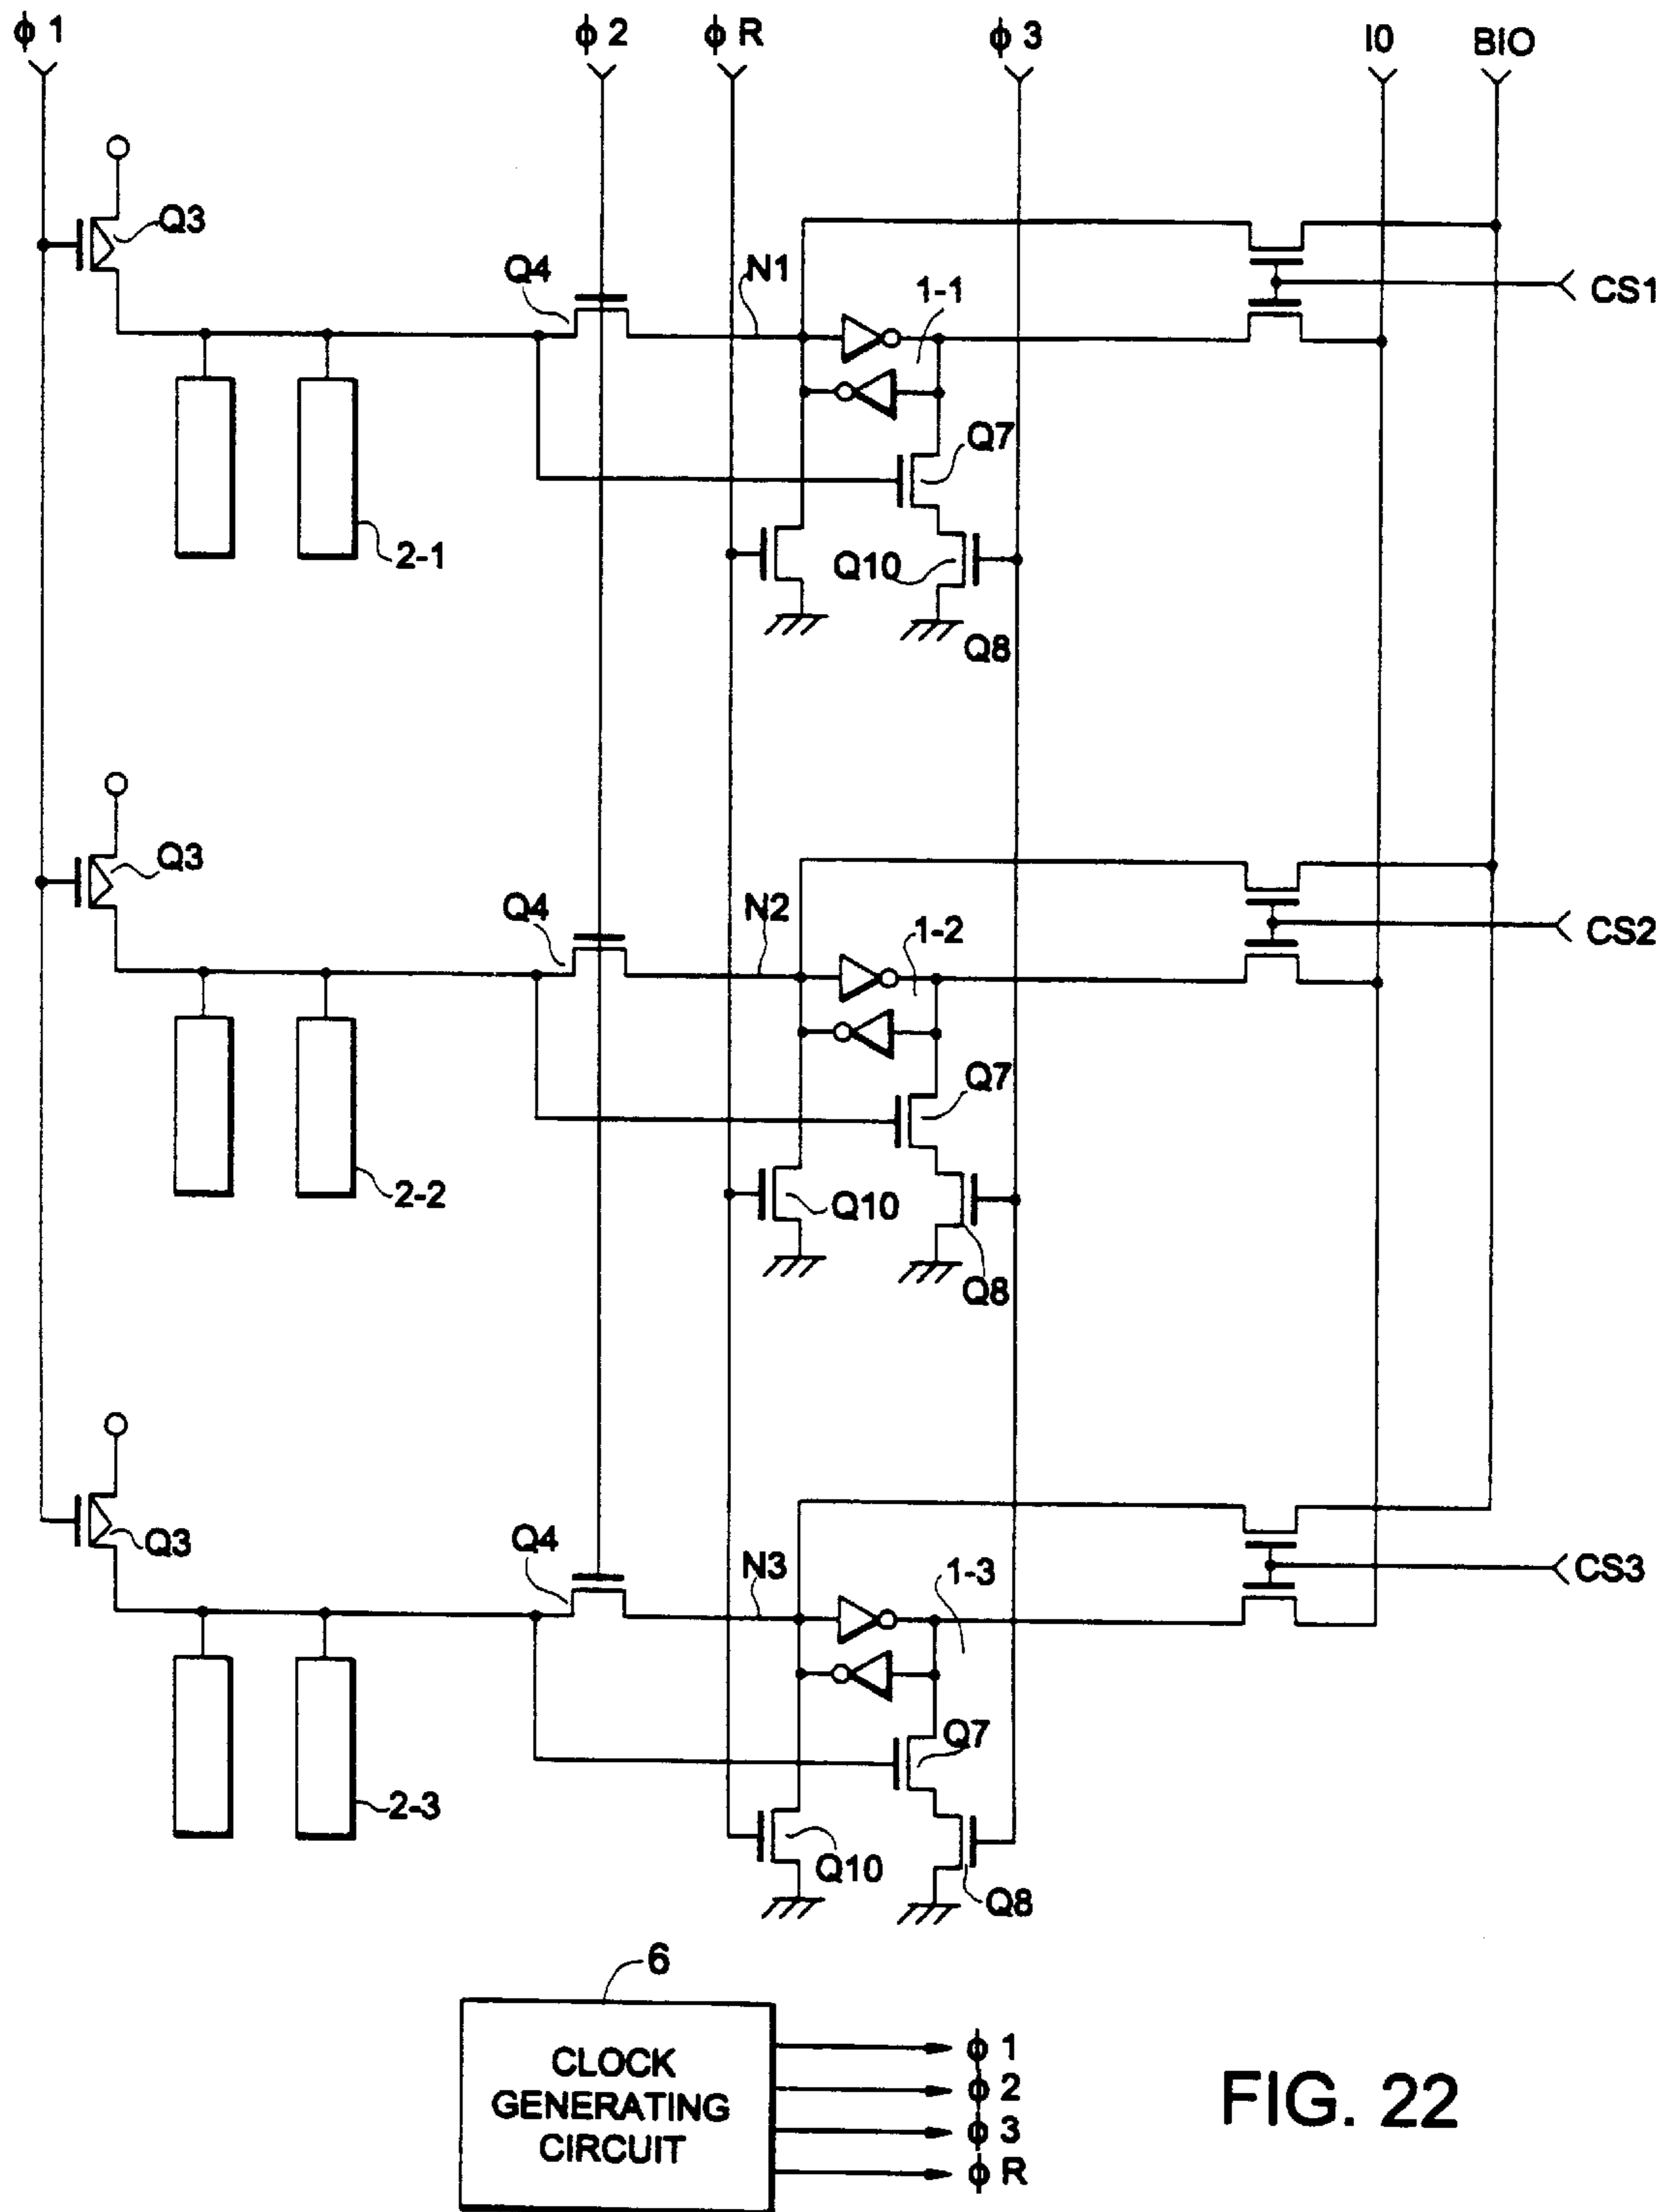 ϕ 1 ϕ 2 ϕ R ϕ 3 I0 BIO
Q3
Q4 N1 1-1 CS1
Q7
2-1 Q10
Q8
Q3
Q4 N2 1-2 CS2
Q7
2-2 Q10
Q8
Q3 Q4 N3 1-3 CS3
Q7
2-3
Q10 Q8
6
CLOCK
GENERATING
CIRCUIT
ϕ 1
ϕ 2
ϕ 3
ϕ R
FIG. 22